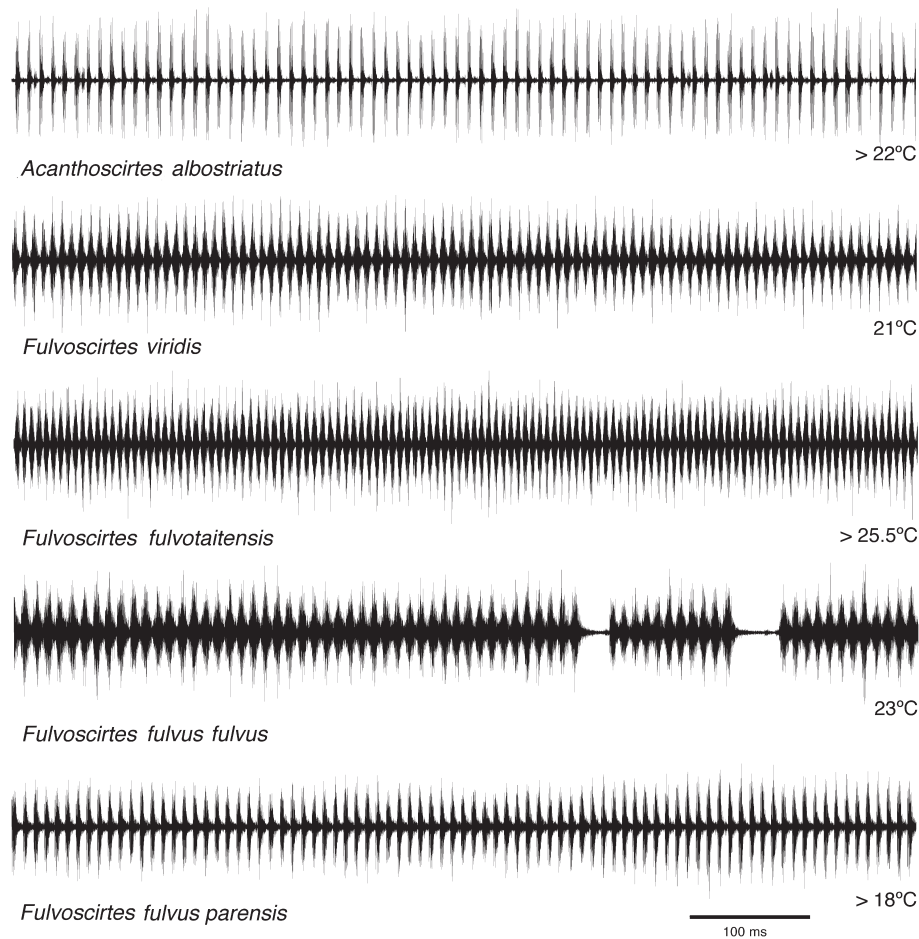 Acanthoscirtes albostriatus
> 22ºC
Fulvoscirtes viridis
21ºC
Fulvoscirtes fulvotaitensis
> 25.5ºC
Fulvoscirtes fulvus fulvus
23ºC
Fulvoscirtes fulvus parensis
> 18ºC
100 ms